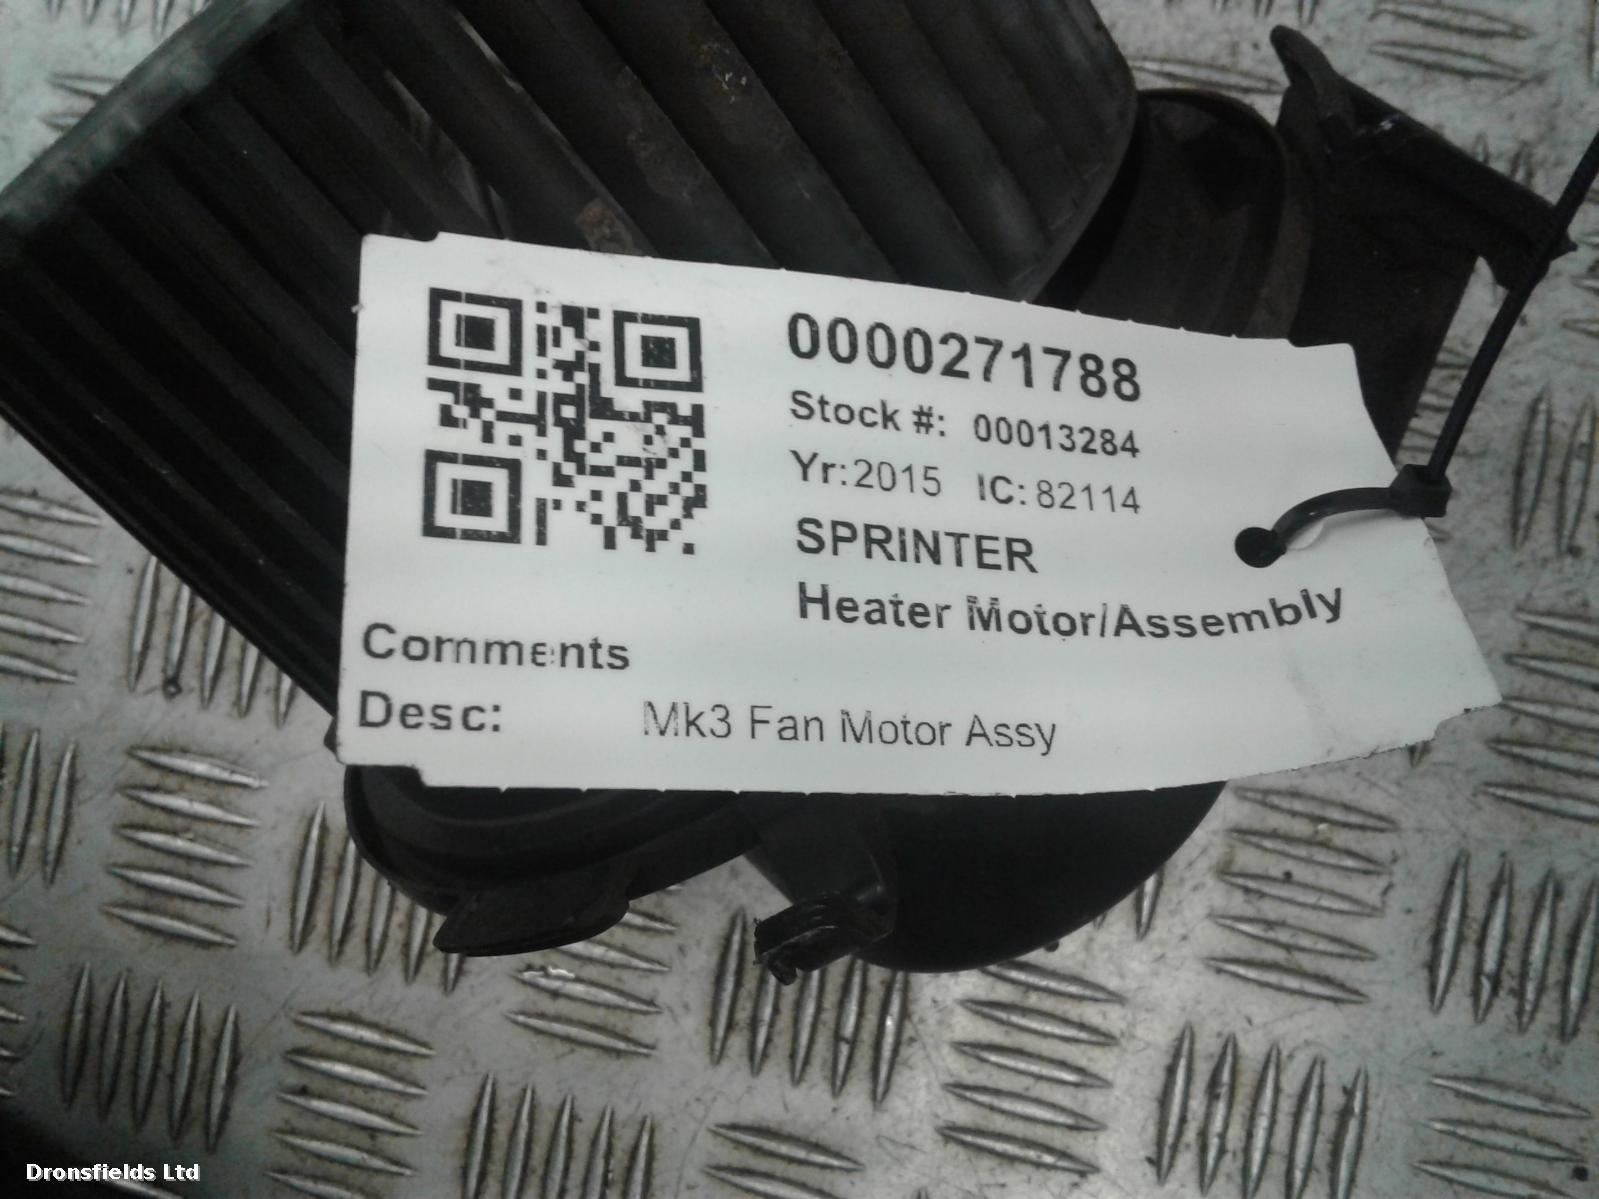 0000271788
Stock #: 00013284
Yr: 2015 IC: 82114
SPRINTER
Heater Motor/Assembly
Comments
Desc: Mk3 Fan Motor Assy
Dronsfields Ltd